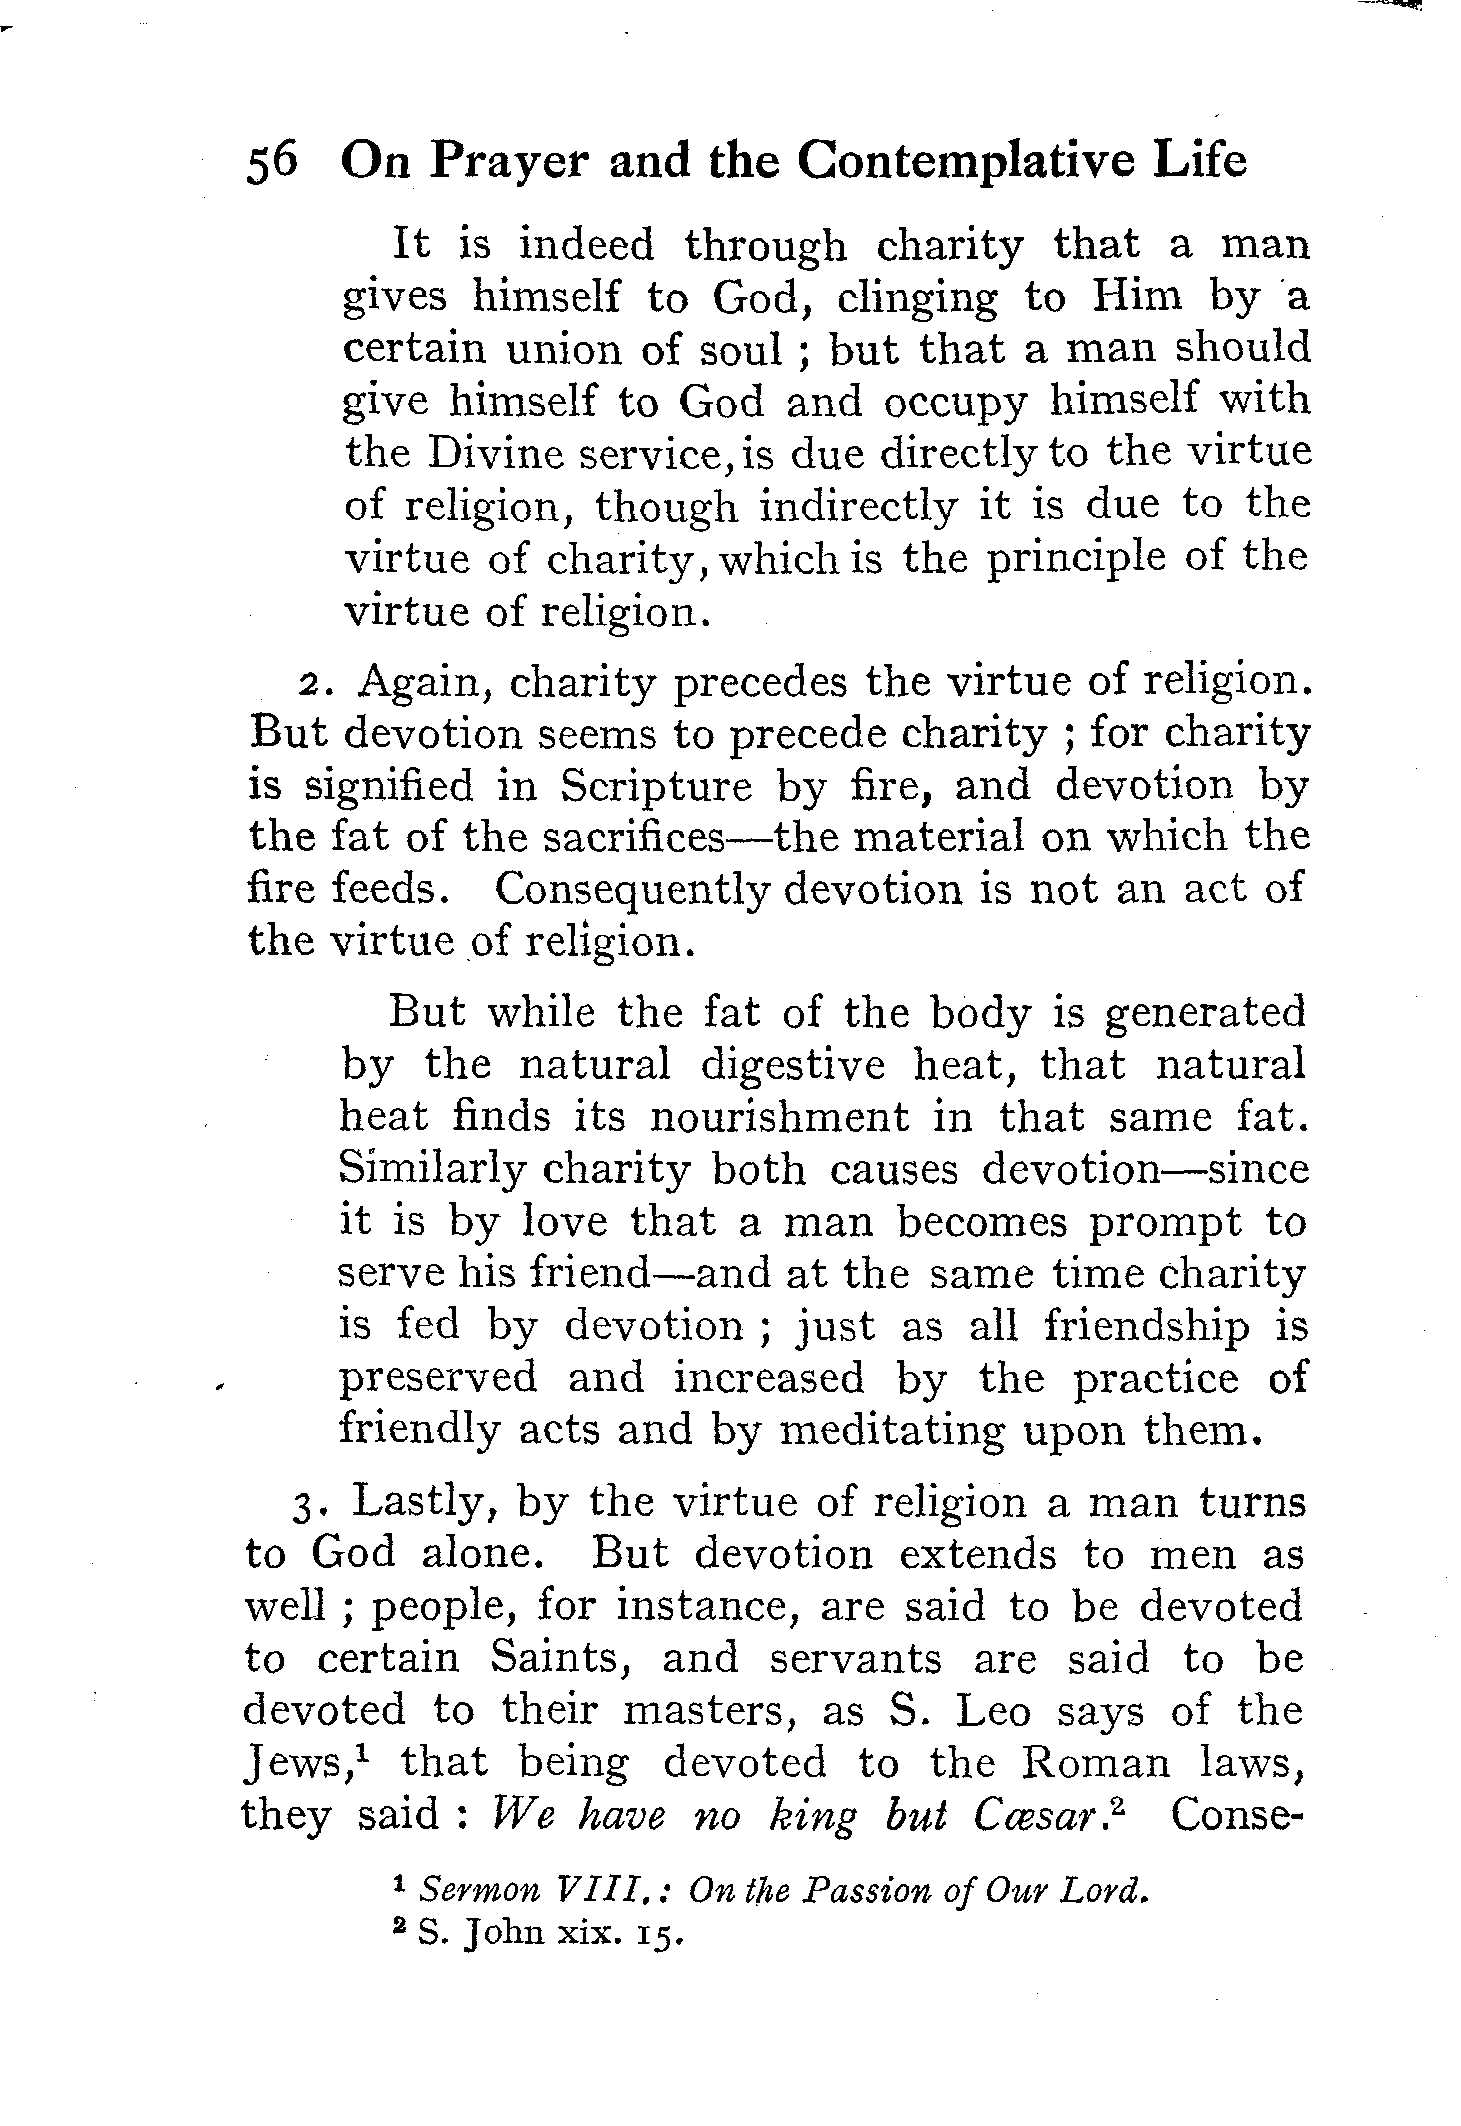 56 On Prayer and the Contemplative Life
It is indeed through charity that a man
gives himself to God, clinging to Him by a
certain union of soul ; but that a man should
give himself to God and occupy himself with
the Divine service, is due directly to the virtue
of religion, though indirectly it is due to the
virtue of charity, which is the principle of the
virtue of religion.
2. Again, charity precedes the virtue of religion.
But devotion seems to precede charity ; for charity
is signified in Scripture by fire, and devotion by
the fat of the sacrifices—the material on which the
fire feeds. Consequently devotion is not an act of
the virtue of religion.
But while the fat of the body is generated
by the natural digestive heat, that natural
heat finds its nourishment in that same fat.
Similarly charity both causes devotion—since
it is by love that a man becomes prompt to
serve his friend—and at the same time charity
is fed by devotion ; just as all friendship is
preserved and increased by the practice of
friendly acts and by meditating upon them.
3. Lastly, by the virtue of religion a man turns
to God alone. But devotion extends to men as
well ; people, for instance, are said to be devoted
to certain Saints, and servants are said to be
devoted to their masters, as S. Leo says of the
Jews,¹ that being devoted to the Roman laws,
they said : We have no king but Cæsar.² Conse-
¹ Sermon VIII. : On the Passion of Our Lord.
² S. John xix. 15.